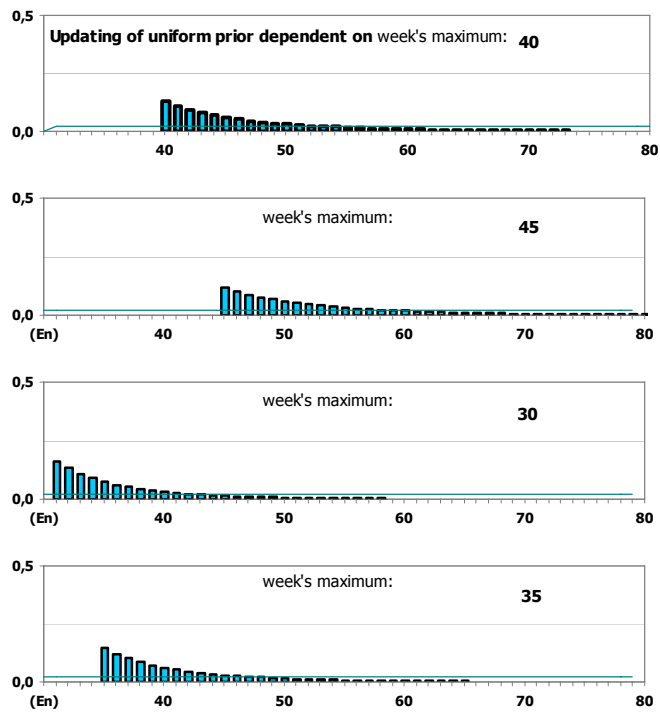 0,5
Updating of uniform prior dependent on week's maximum: 40
0,0
40 50 60 70 80
0,5
week's maximum: 45
0,0
(En) 40 50 60 70 80
0,5
week's maximum: 30
0,0
(En) 40 50 60 70 80
0,5
week's maximum: 35
0,0
(En) 40 50 60 70 80